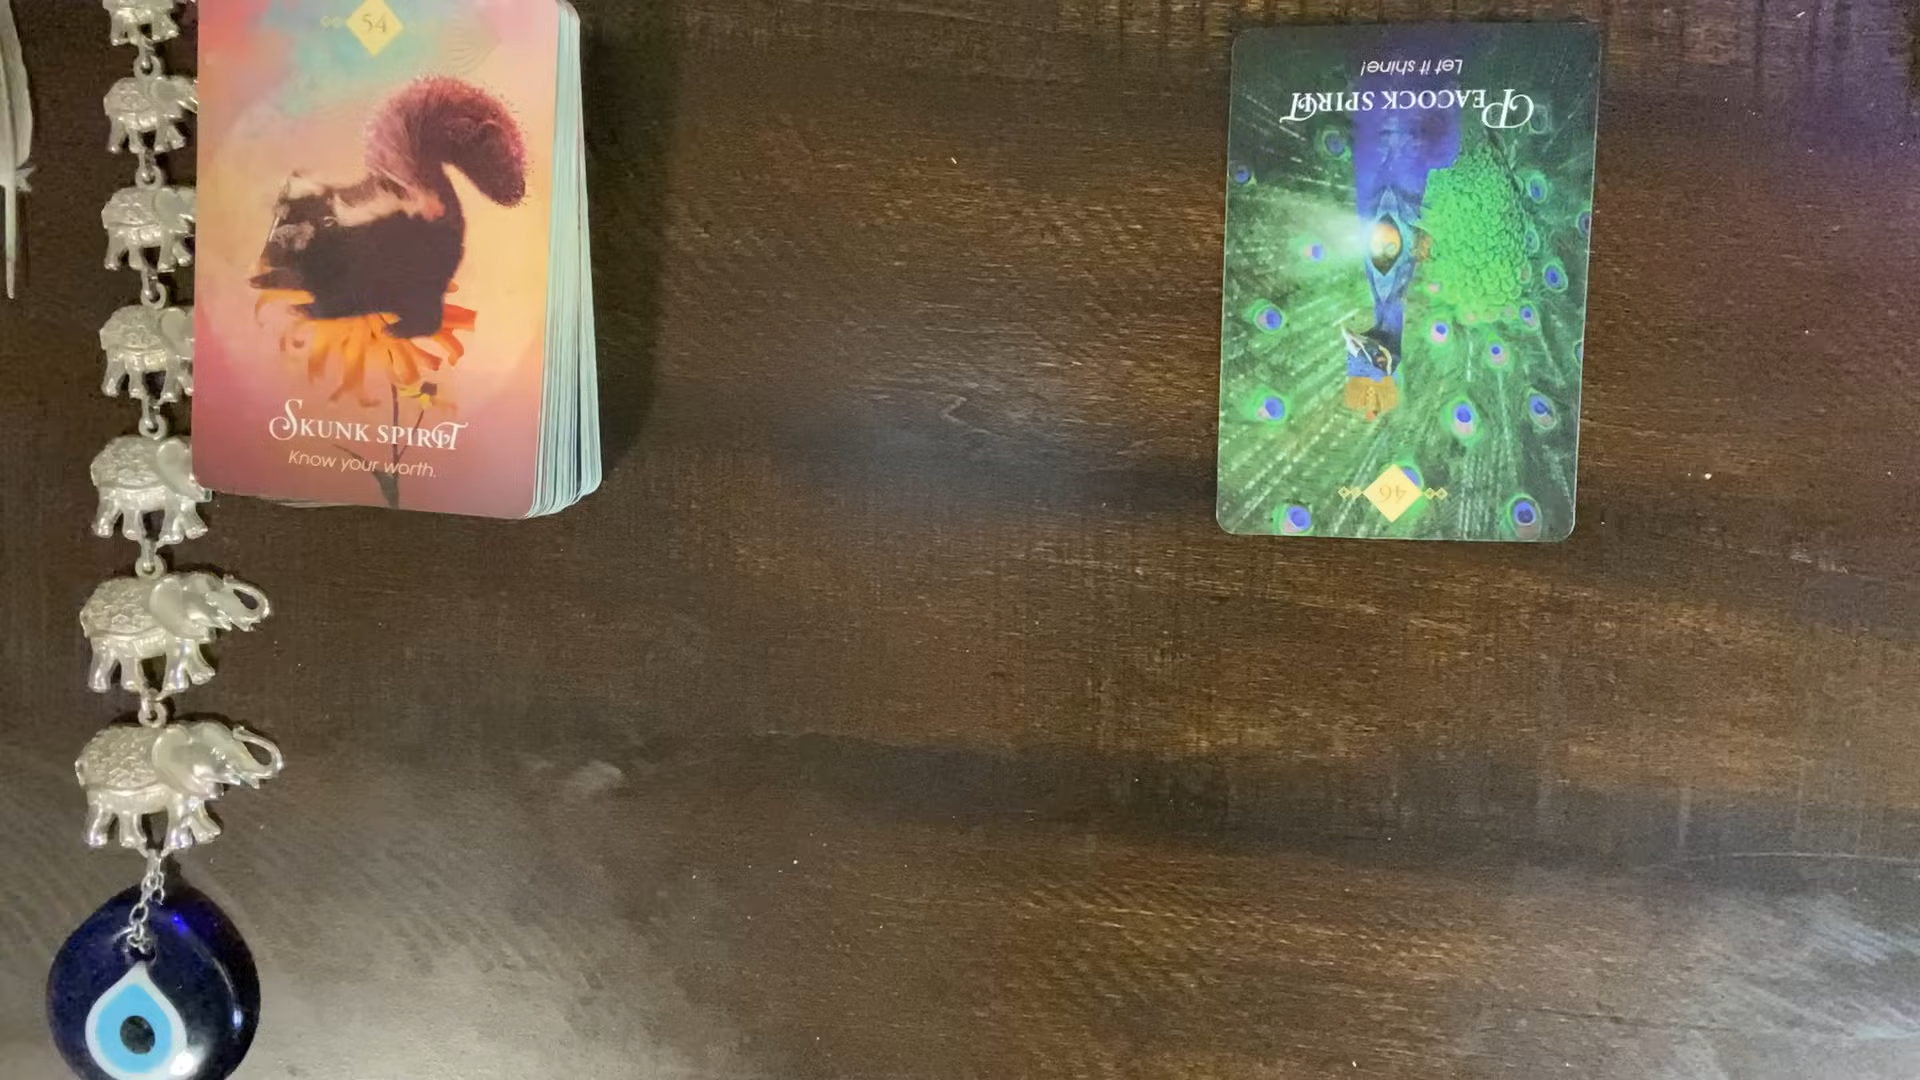 54
SKUNK SPIRIT
Know your worth.
Let it shine!
PEACOCK SPIRIT
46